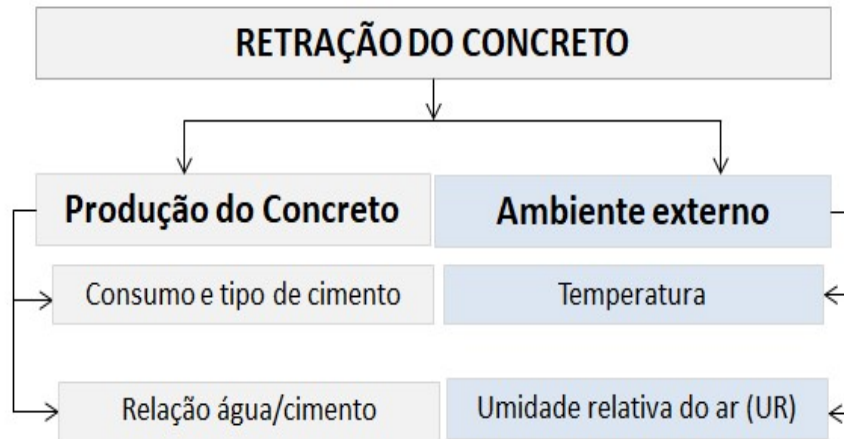 RETRAÇÃO DO CONCRETO
Produção do Concreto
Ambiente externo
Consumo e tipo de cimento
Temperatura
Relação água/cimento
Umidade relativa do ar (UR)